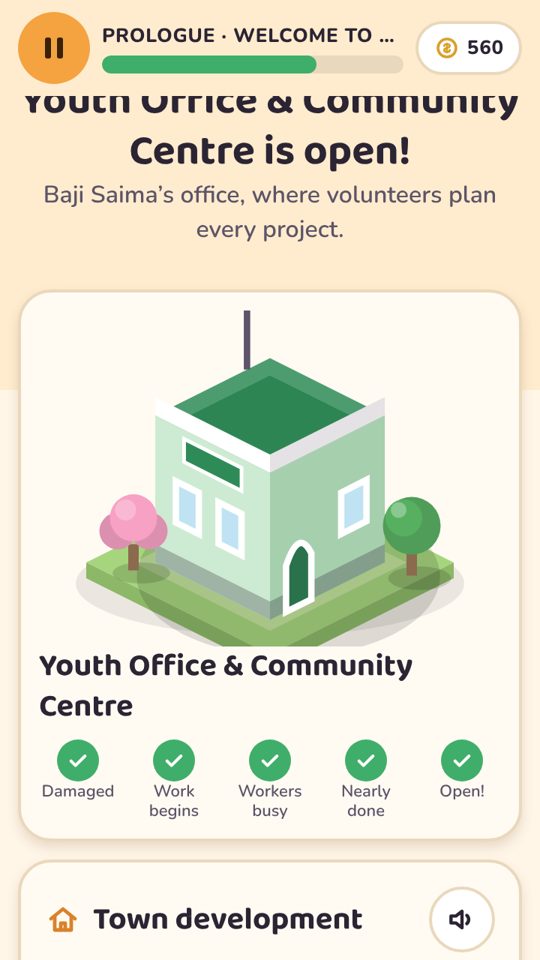 PROLOGUE · WELCOME TO ...
560
Youth Office & Community
Centre is open!
Baji Saima’s office, where volunteers plan
every project.
Youth Office & Community
Centre
Damaged
Work
begins
Workers
busy
Nearly
done
Open!
Town development